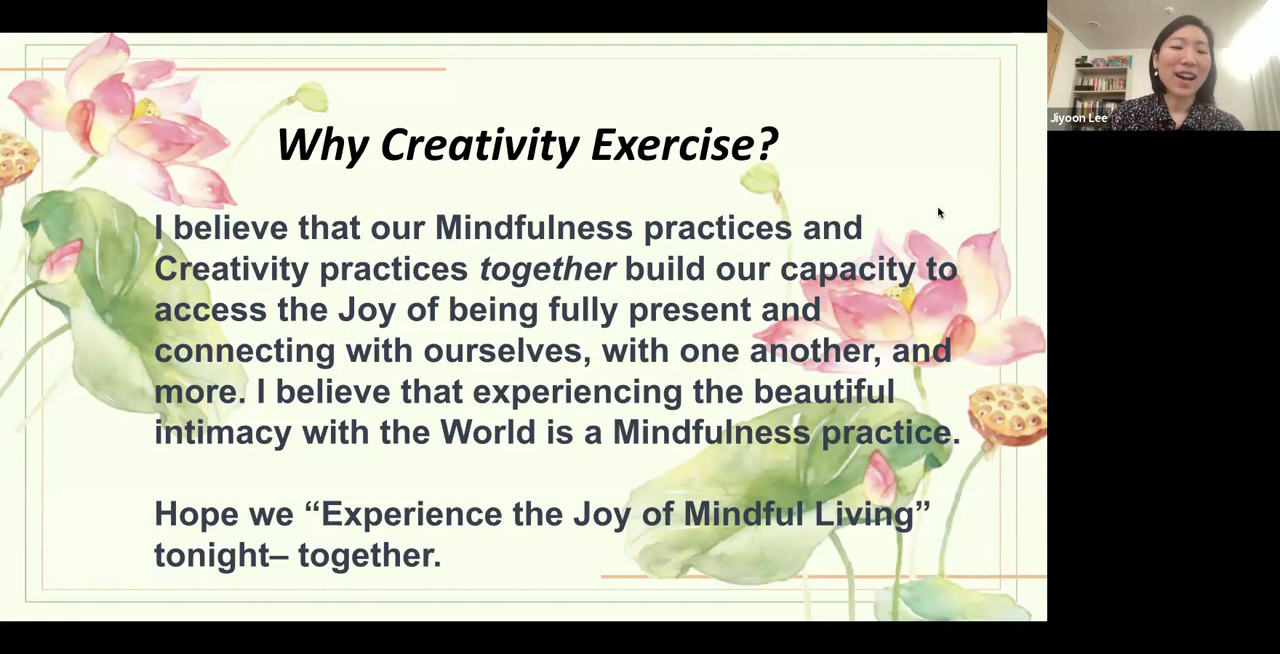 Why Creativity Exercise?
I believe that our Mindfulness practices and
Creativity practices together build our capacity to
access the Joy of being fully present and
connecting with ourselves, with one another, and
more. I believe that experiencing the beautiful
intimacy with the World is a Mindfulness practice.
Hope we “Experience the Joy of Mindful Living”
tonight– together.
Jiyoon Lee